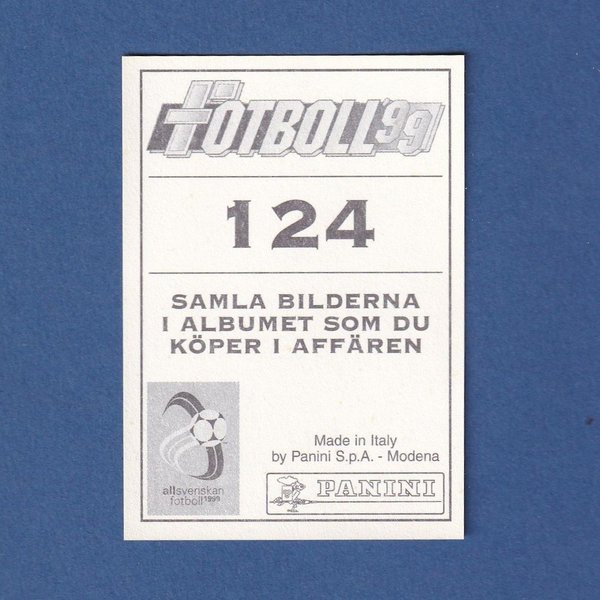 FOTBOLL'99
124
SAMLA BILDERNA
I ALBUMET SOM DU
KÖPER I AFFÄREN
allsvenskan
fotboll 1999
Made in Italy
by Panini S.p.A. - Modena
PANINI